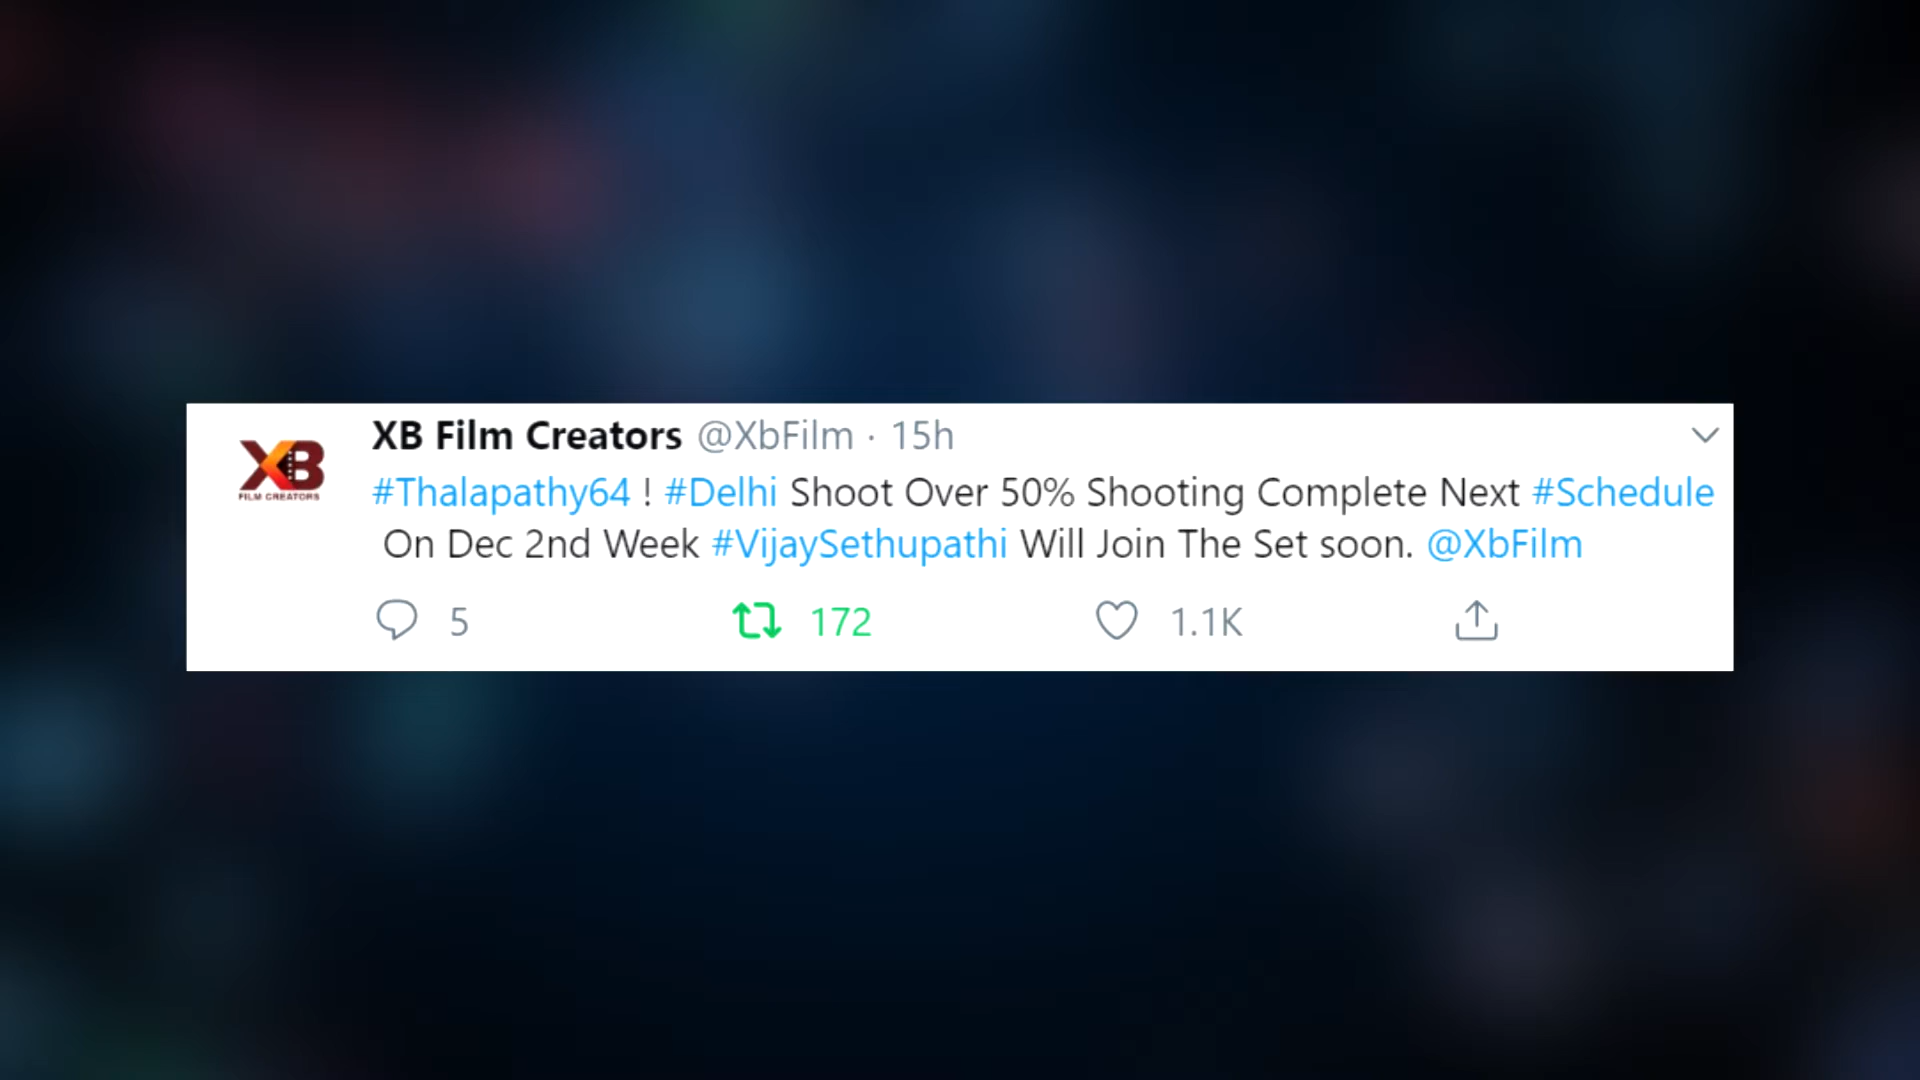 XB Film Creators @XbFilm · 15h
XB
FILM CREATORS
#Thalapathy64 ! #Delhi Shoot Over 50% Shooting Complete Next #Schedule
On Dec 2nd Week #VijaySethupathi Will Join The Set soon. @XbFilm
5 172 1.1K